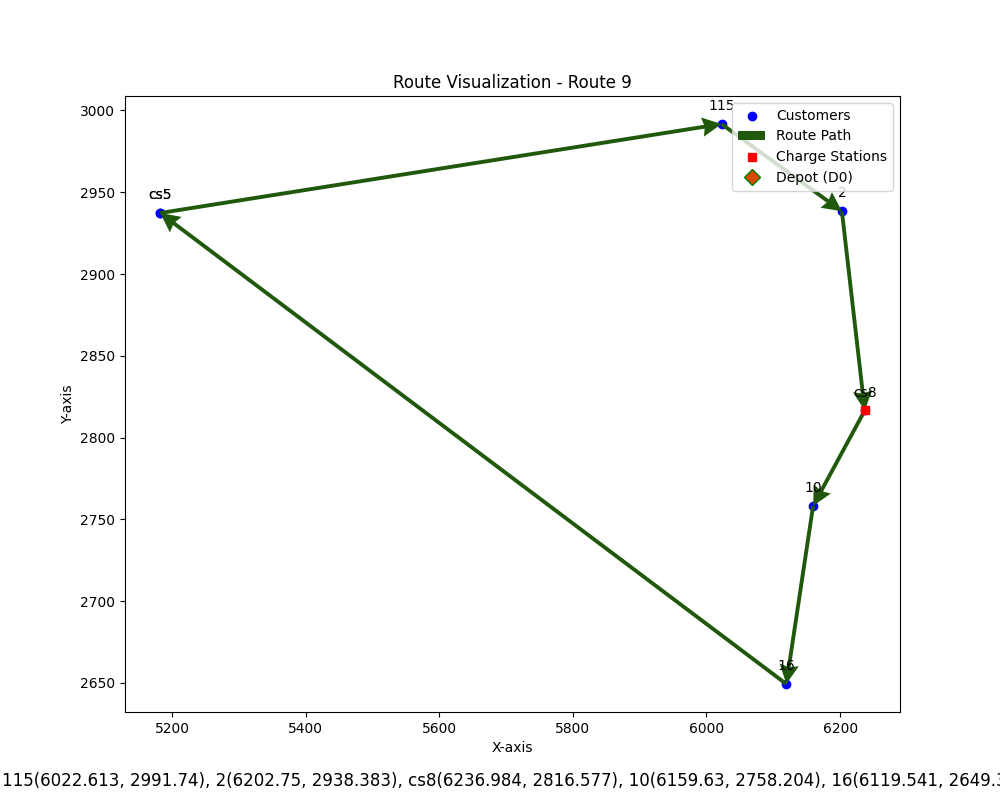 Route Visualization - Route 9
3000
2950
2900
2850
2800
2750
2700
2650
Y-axis
115
cs5
2
cs8
10
16
Customers
Route Path
Charge Stations
Depot (D0)
5200
5400
5600
5800
6000
6200
X-axis
115(6022.613, 2991.74), 2(6202.75, 2938.383), cs8(6236.984, 2816.577), 10(6159.63, 2758.204), 16(6119.541, 2649.3